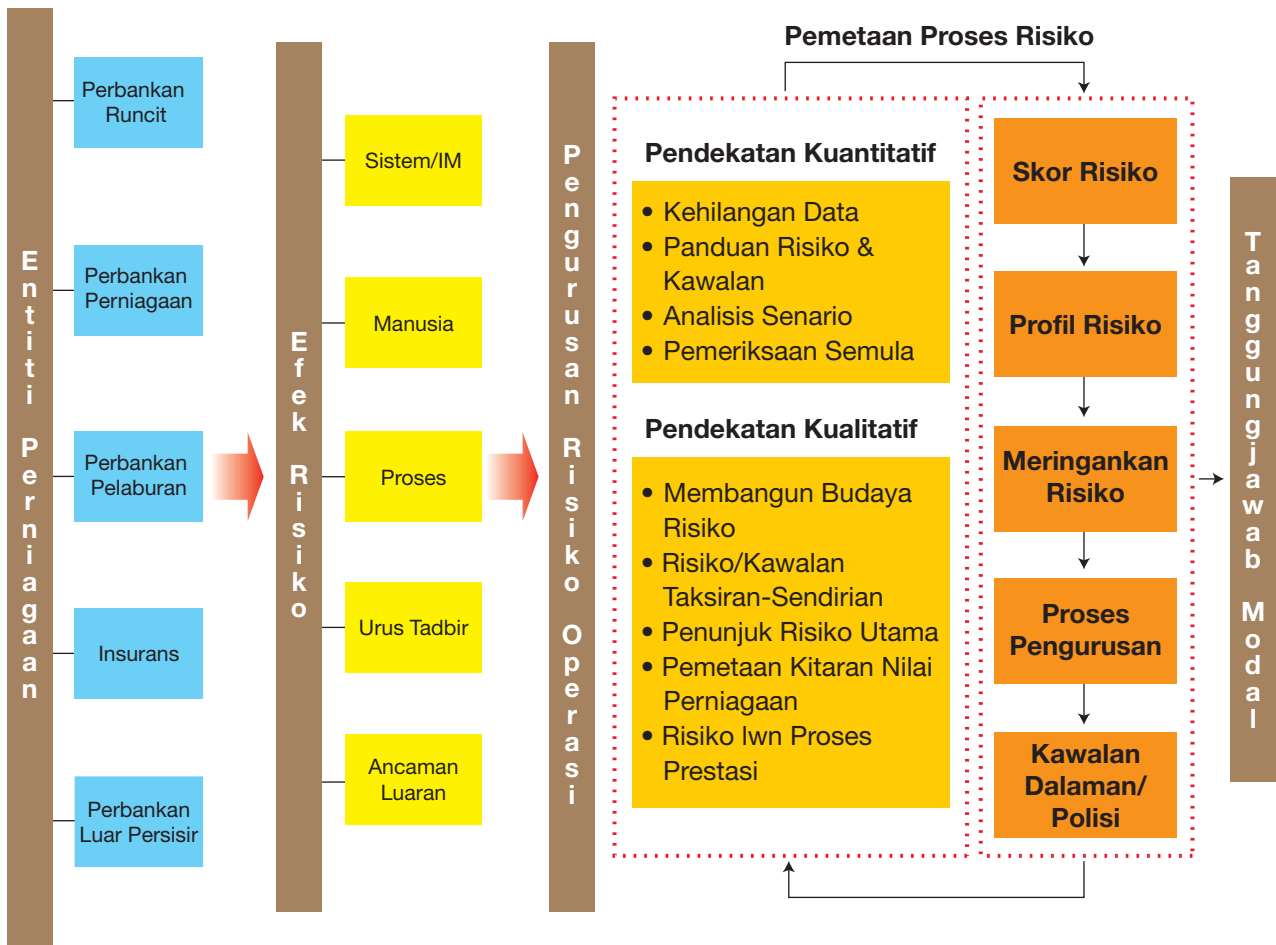 Entiti Perniagaan
Perbankan
Runcit
Perbankan
Perniagaan
Perbankan
Pelaburan
Insurans
Perbankan
Luar Persisir
Efek Risiko
Sistem/IM
Manusia
Proses
Urus Tadbir
Ancaman
Luaran
Pengurusan Risiko Operasi
Pemetaan Proses Risiko
Pendekatan Kuantitatif
• Kehilangan Data
• Panduan Risiko &
Kawalan
• Analisis Senario
• Pemeriksaan Semula
Pendekatan Kualitatif
• Membangun Budaya
Risiko
• Risiko/Kawalan
Taksiran-Sendirian
• Penunjuk Risiko Utama
• Pemetaan Kitaran Nilai
Perniagaan
• Risiko lwn Proses
Prestasi
Skor Risiko
Profil Risiko
Meringankan
Risiko
Proses
Pengurusan
Kawalan
Dalaman/
Polisi
Tanggungjawab Modal